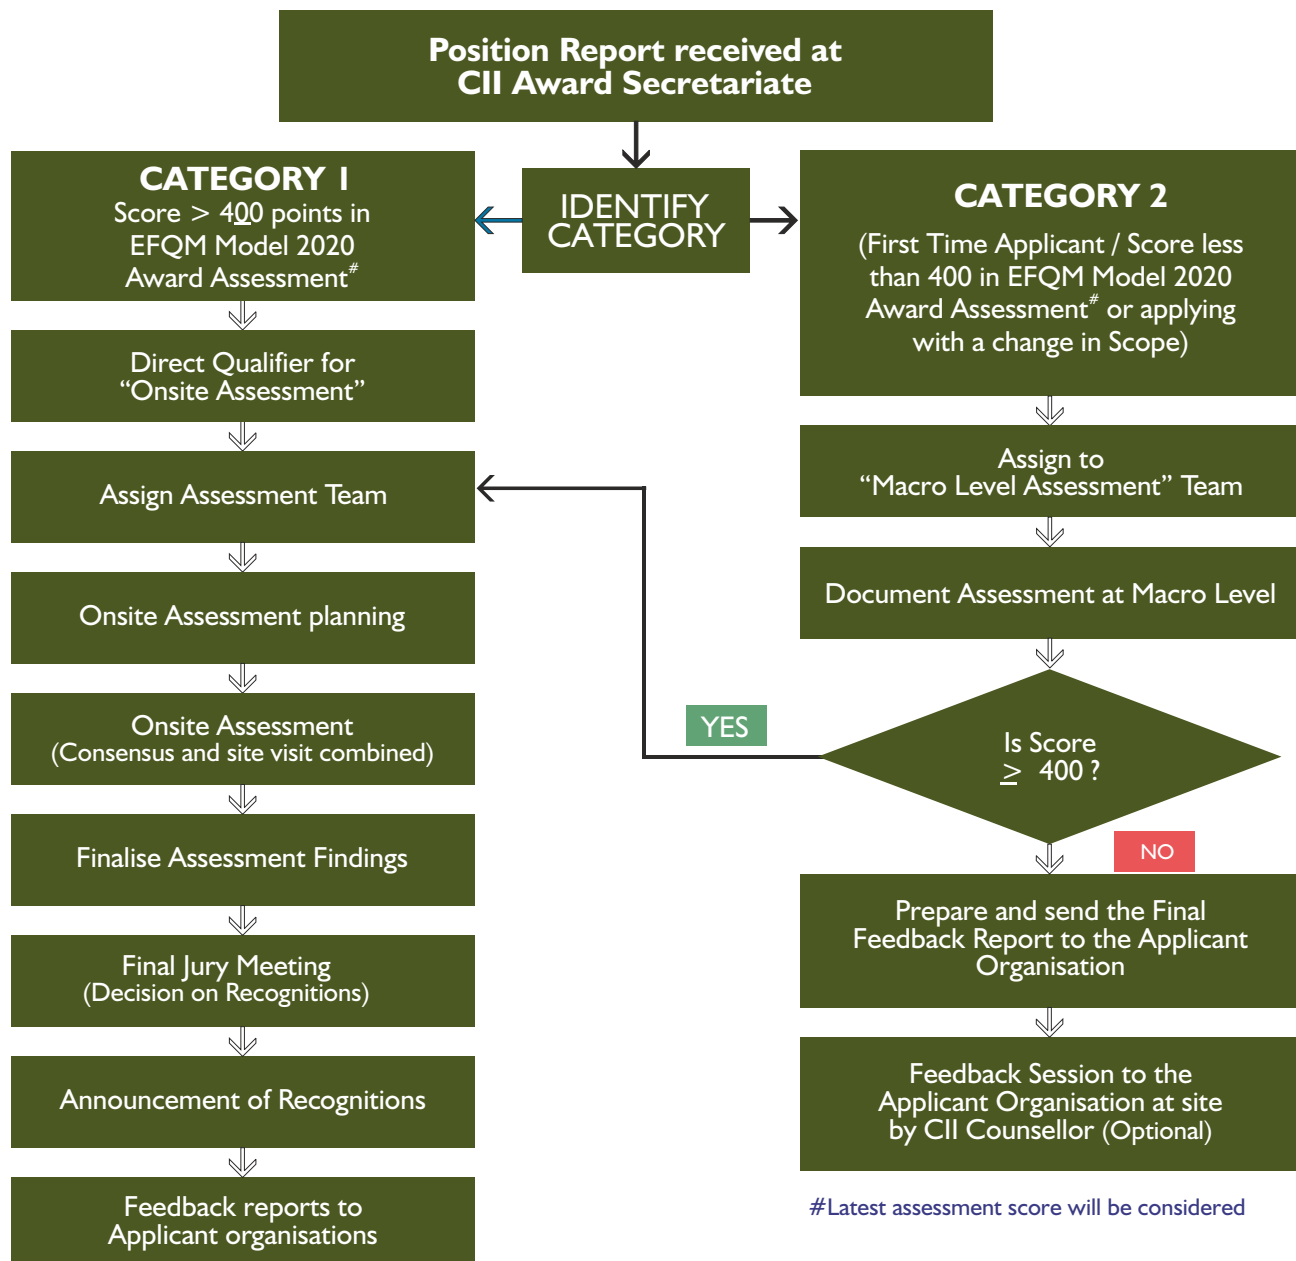 Position Report received at
CII Award Secretariate
IDENTIFY
CATEGORY
CATEGORY I
Score > 400 points in
EFQM Model 2020
Award Assessment#
Direct Qualifier for
“Onsite Assessment”
Assign Assessment Team
Onsite Assessment planning
Onsite Assessment
(Consensus and site visit combined)
Finalise Assessment Findings
Final Jury Meeting
(Decision on Recognitions)
Announcement of Recognitions
Feedback reports to
Applicant organisations
CATEGORY 2
(First Time Applicant / Score less
than 400 in EFQM Model 2020
Award Assessment# or applying
with a change in Scope)
Assign to
“Macro Level Assessment” Team
Document Assessment at Macro Level
Is Score
≥ 400 ?
YES
NO
Prepare and send the Final
Feedback Report to the Applicant
Organisation
Feedback Session to the
Applicant Organisation at site
by CII Counsellor (Optional)
#Latest assessment score will be considered